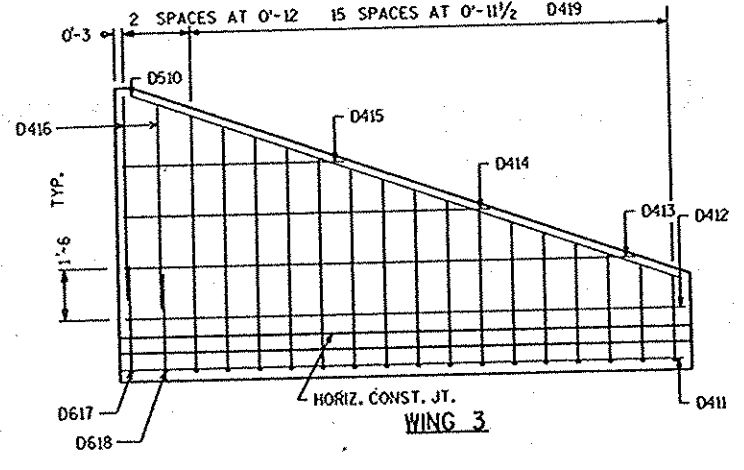 2 SPACES AT 0'-12 15 SPACES AT 0'-11½ D419
0'-3
D510
D416
D415
TYP.
D414
D413
D412
1'-6
HORIZ. CONST. JT.
D411
D617
WING 3
D618